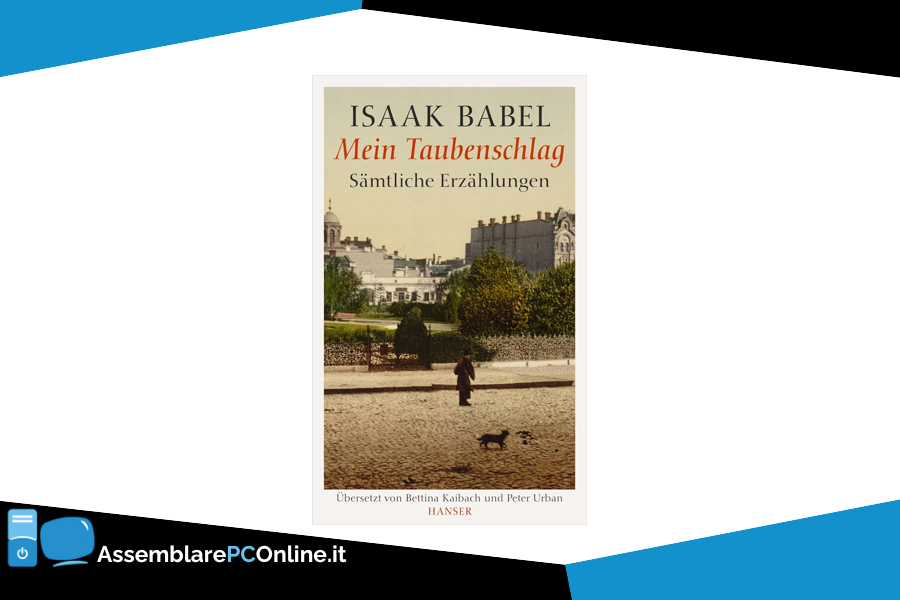 ISAAK BABEL
Mein Taubenschlag
Sämtliche Erzählungen
Übersetzt von Bettina Kaibach und Peter Urban
HANSER
AssemblarePCOnline.it